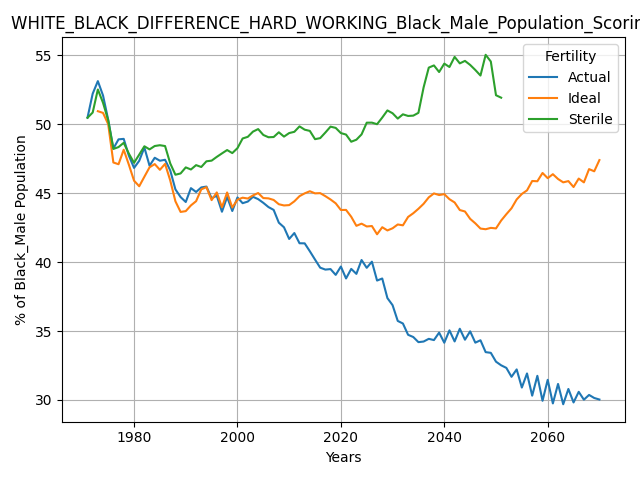 WHITE_BLACK_DIFFERENCE_HARD_WORKING_Black_Male_Population_Scorin
Fertility
Actual
Ideal
Sterile
% of Black_Male Population
55
50
45
40
35
30
1980 2000 2020 2040 2060
Years